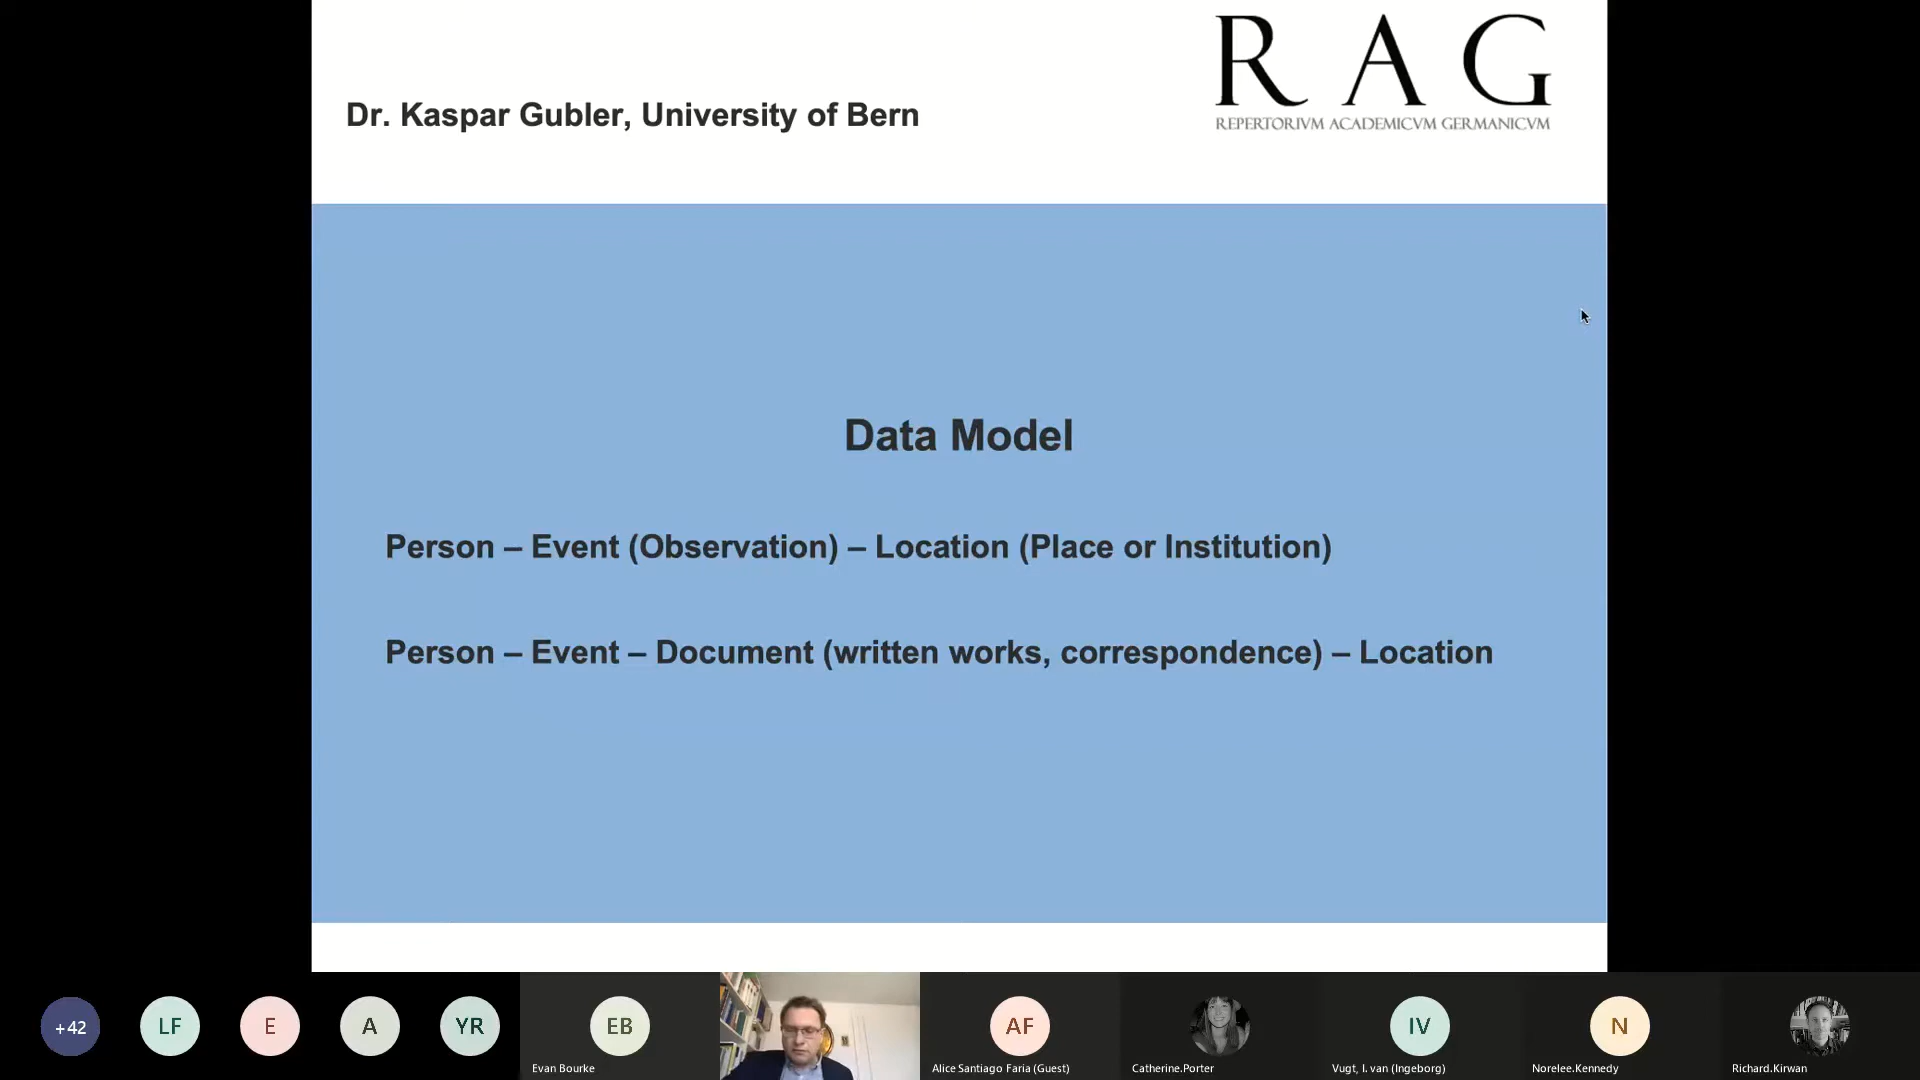 Dr. Kaspar Gubler, University of Bern
R A G
REPERTORIVM ACADEMICVM GERMANICVM
Data Model
Person – Event (Observation) – Location (Place or Institution)
Person – Event – Document (written works, correspondence) – Location
+42
LF
E
A
YR
EB
AF
IV
N
Evan Bourke
Alice Santiago Faria (Guest)
Catherine.Porter
Vugt, I. van (Ingeborg)
Norelee.Kennedy
Richard.Kirwan